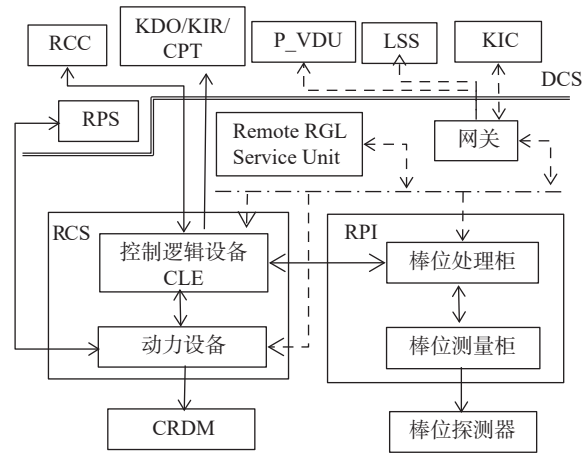 RCC
KDO/KIR/
CPT
P_VDU
LSS
KIC
DCS
RPS
Remote RGL
Service Unit
网关
RCS
控制逻辑设备
CLE
RPI
棒位处理柜
动力设备
棒位测量柜
CRDM
棒位探测器